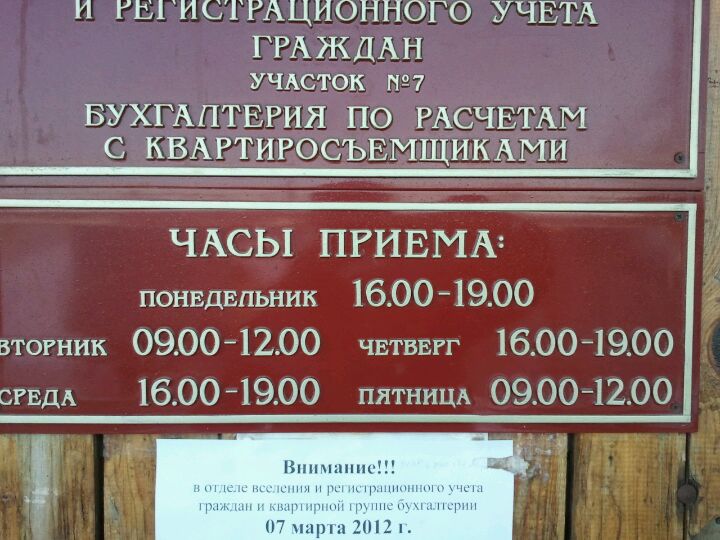 И РЕГИСТРАЦИОННОГО УЧЕТА
ГРАЖДАН
УЧАСТОК №7
БУХГАЛТЕРИЯ ПО РАСЧЕТАМ
С КВАРТИРОСЪЕМЩИКАМИ
ЧАСЫ ПРИЕМА:
ПОНЕДЕЛЬНИК 16.00-19.00
ВТОРНИК 09.00-12.00 ЧЕТВЕРГ 16.00-19.00
СРЕДА 16.00-19.00 ПЯТНИЦА 09.00-12.00
Внимание!!!
в отделе вселения и регистрационного учета
граждан и квартирной группе бухгалтерии
07 марта 2012 г.